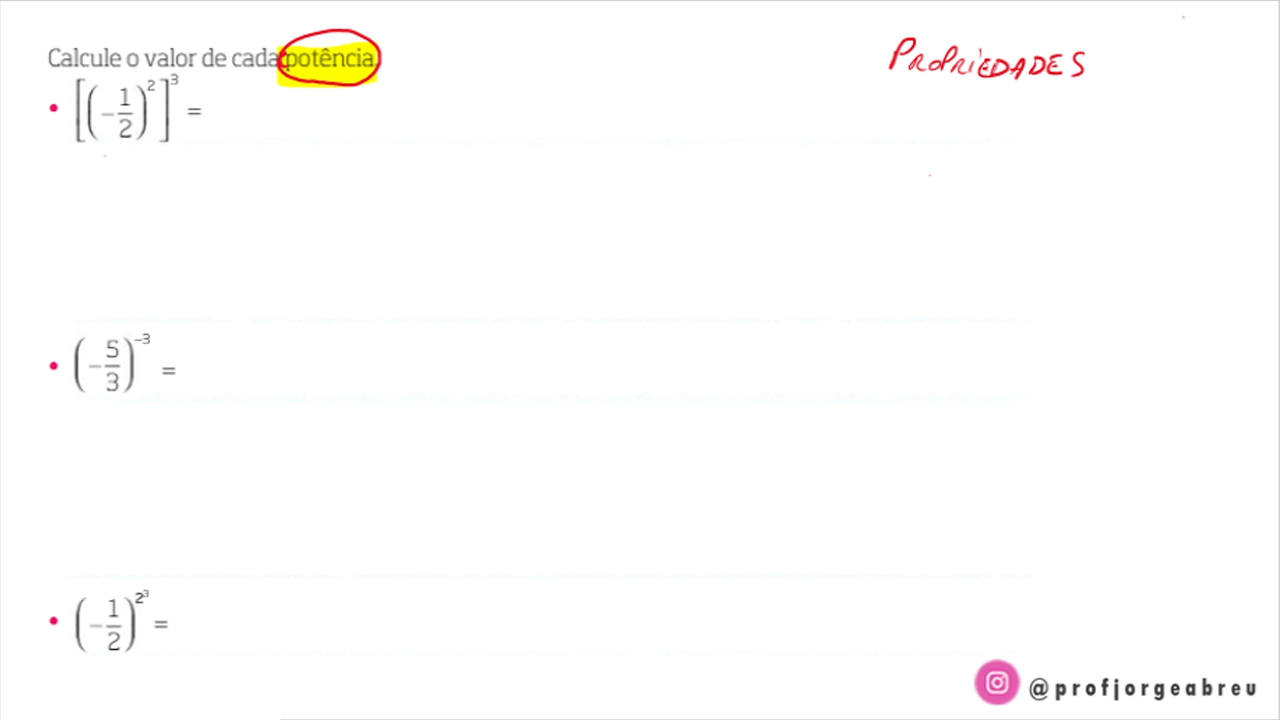 Calcule o valor de cada potência.
PROPRIEDADES
• [(-1/2)²]³ =
• (-5/3)⁻³ =
• (-1/2)^2³ =
@profjorgeabreu